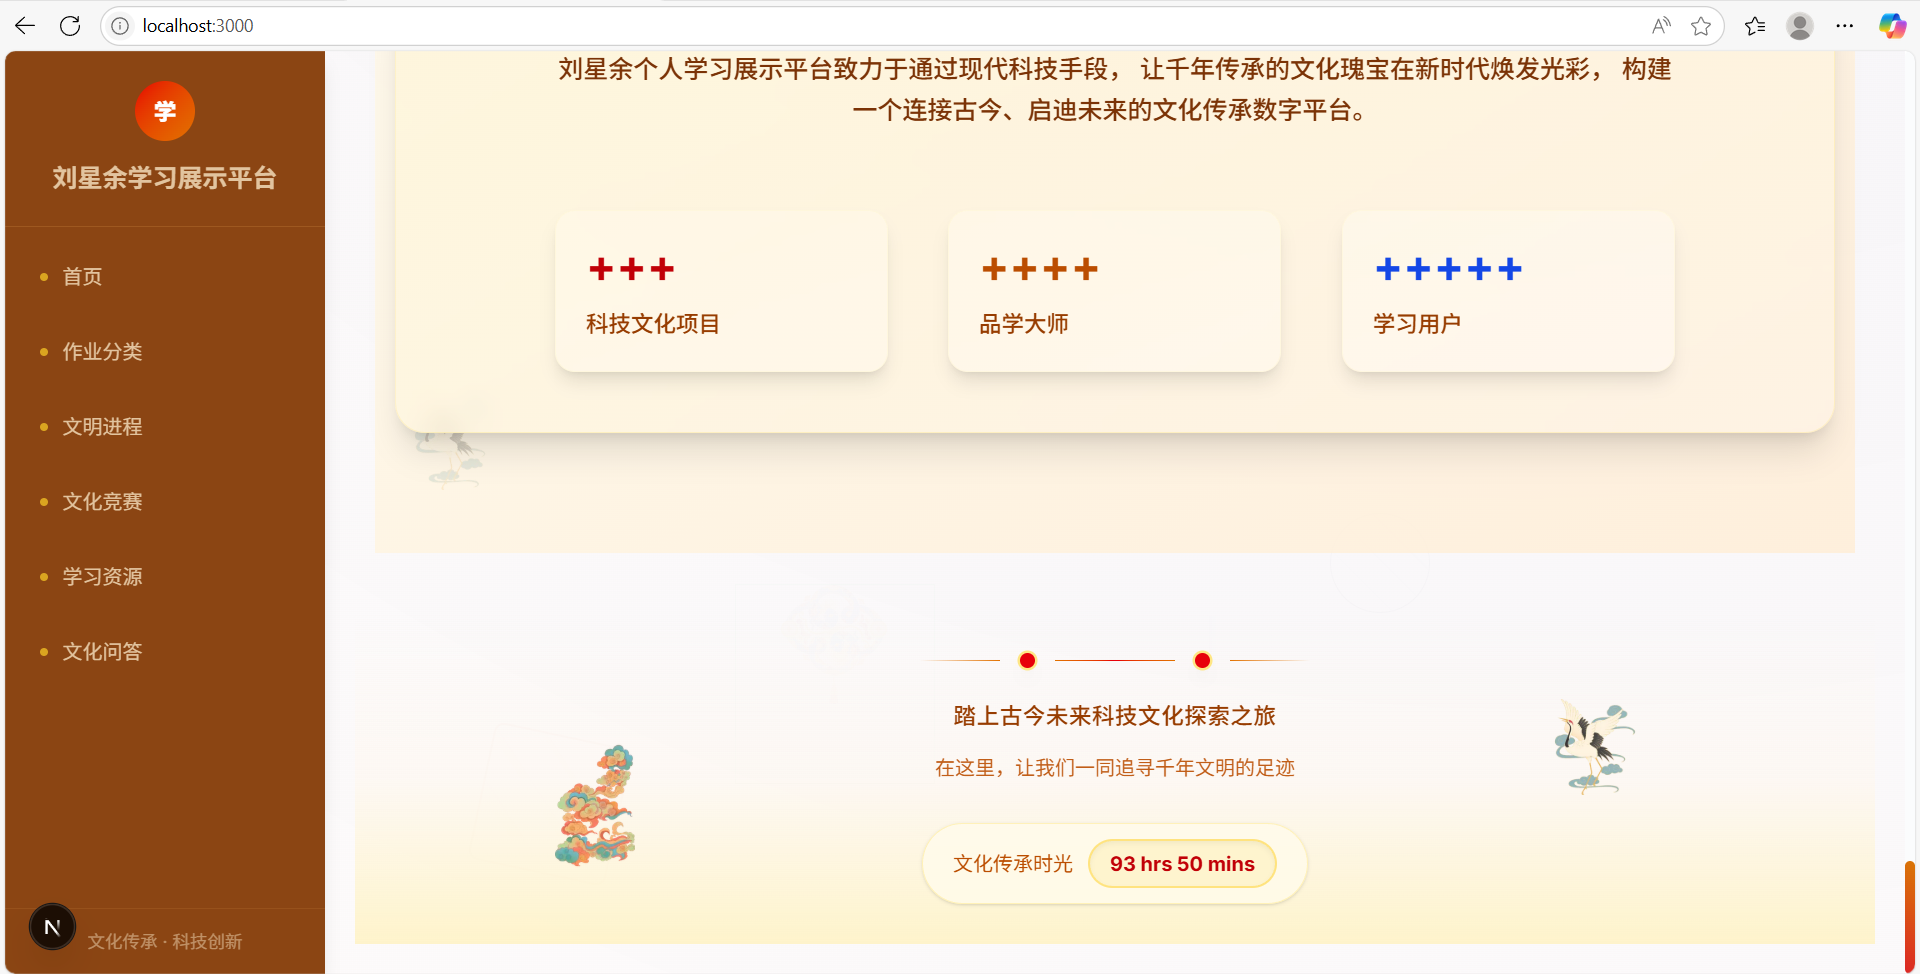 localhost:3000
学
刘星余学习展示平台
首页
作业分类
文明进程
文化竞赛
学习资源
文化问答
N
文化传承 · 科技创新
刘星余个人学习展示平台致力于通过现代科技手段， 让千年传承的文化瑰宝在新时代焕发光彩， 构建
一个连接古今、启迪未来的文化传承数字平台。
+++
科技文化项目
++++
品学大师
+++++
学习用户
踏上古今未来科技文化探索之旅
在这里，让我们一同追寻千年文明的足迹
文化传承时光 93 hrs 50 mins